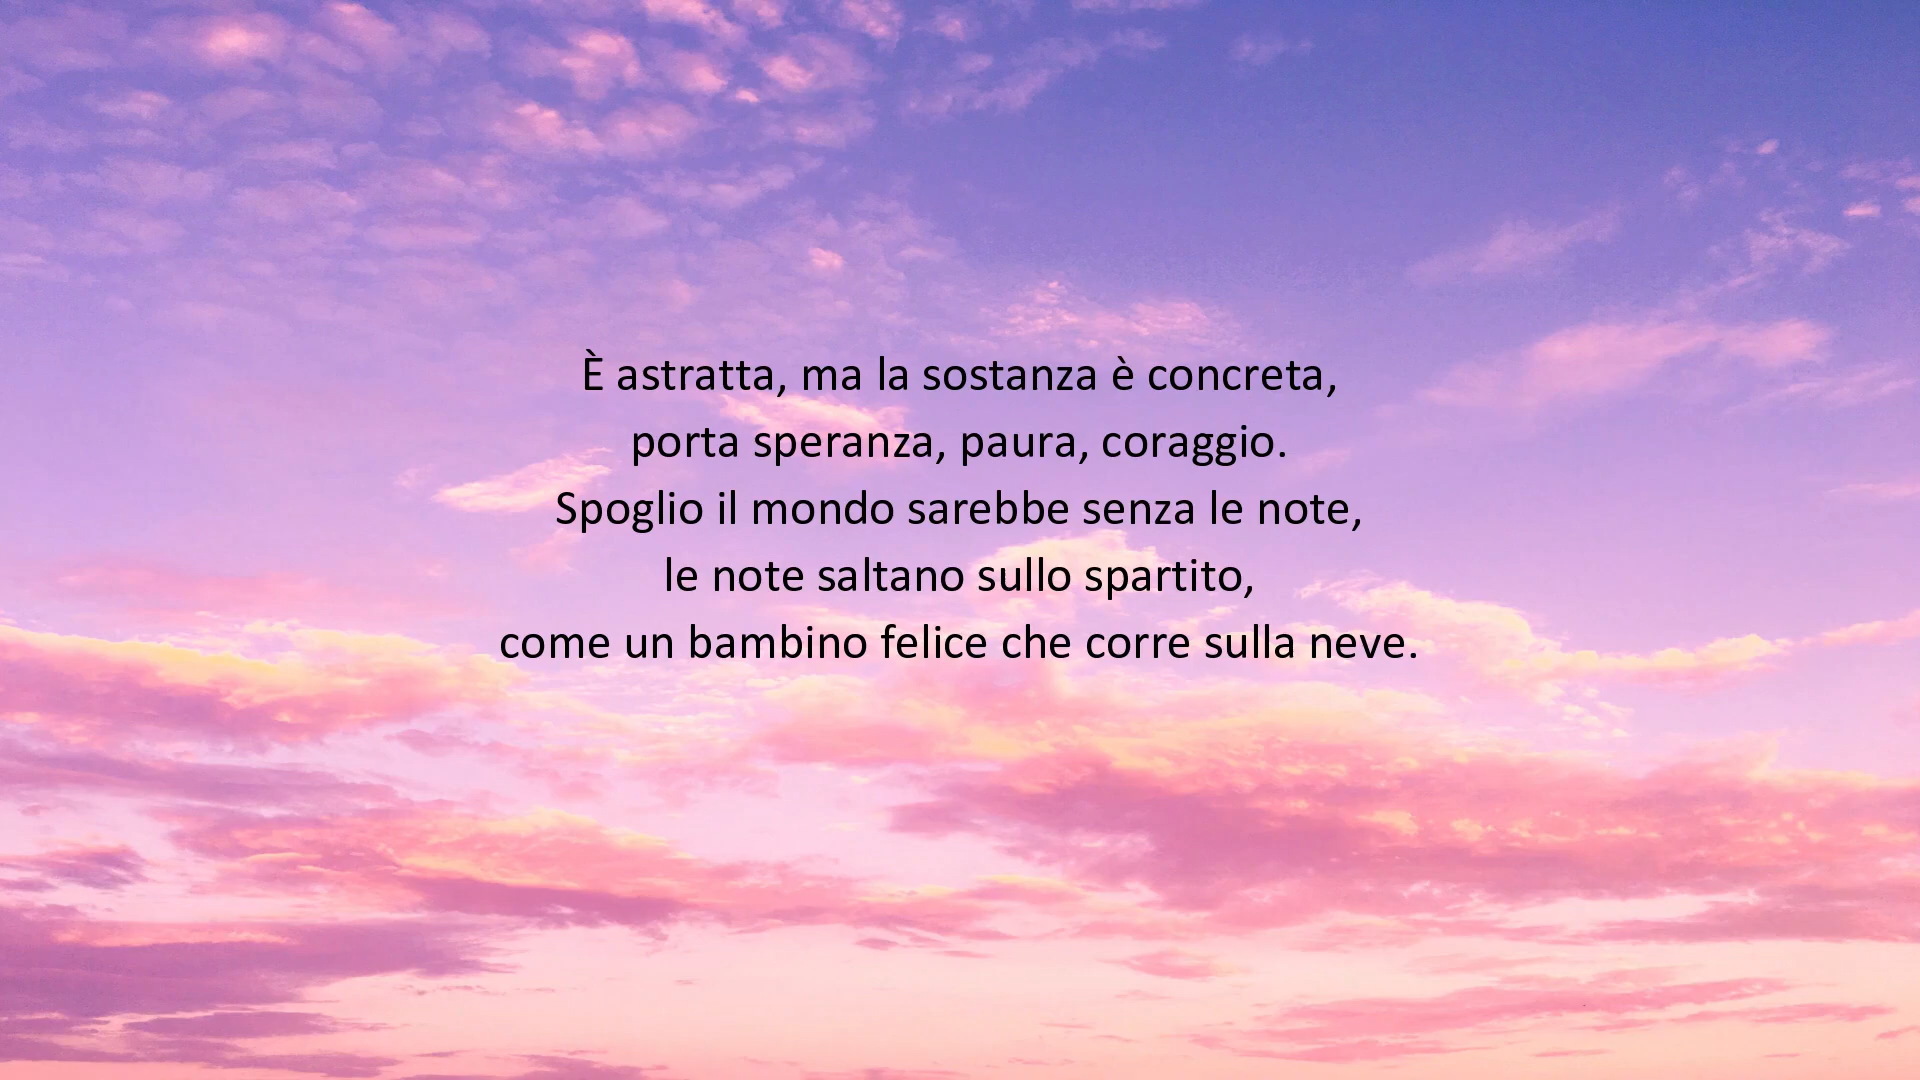 È astratta, ma la sostanza è concreta,
porta speranza, paura, coraggio.
Spoglio il mondo sarebbe senza le note,
le note saltano sullo spartito,
come un bambino felice che corre sulla neve.